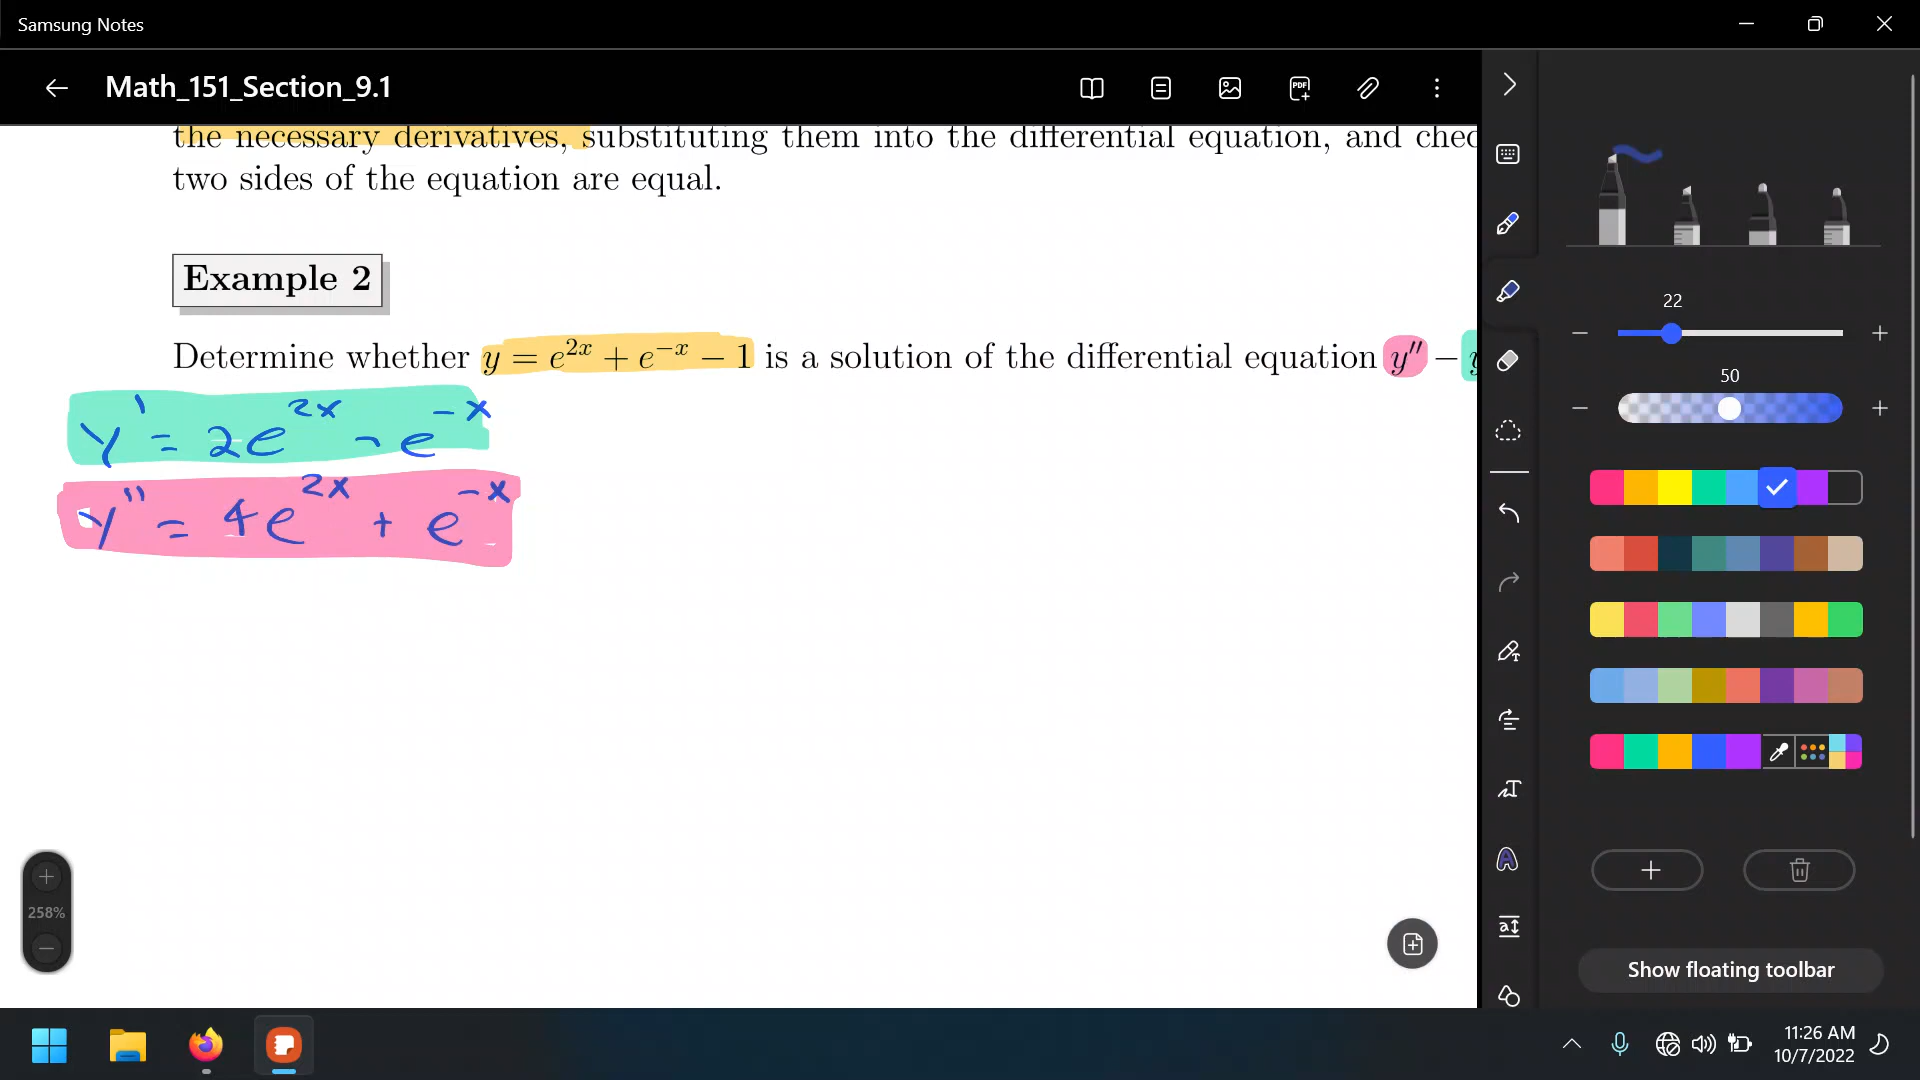 Samsung Notes
Math_151_Section_9.1
PDF
the necessary derivatives, substituting them into the differential equation, and chec
two sides of the equation are equal.
Example 2
Determine whether y = e^{2x} + e^{-x} − 1 is a solution of the differential equation y″ − y
y' = 2e^{2x} - e^{-x}
y'' = 4e^{2x} + e^{-x}
22
50
258%
Show floating toolbar
11:26 AM
10/7/2022